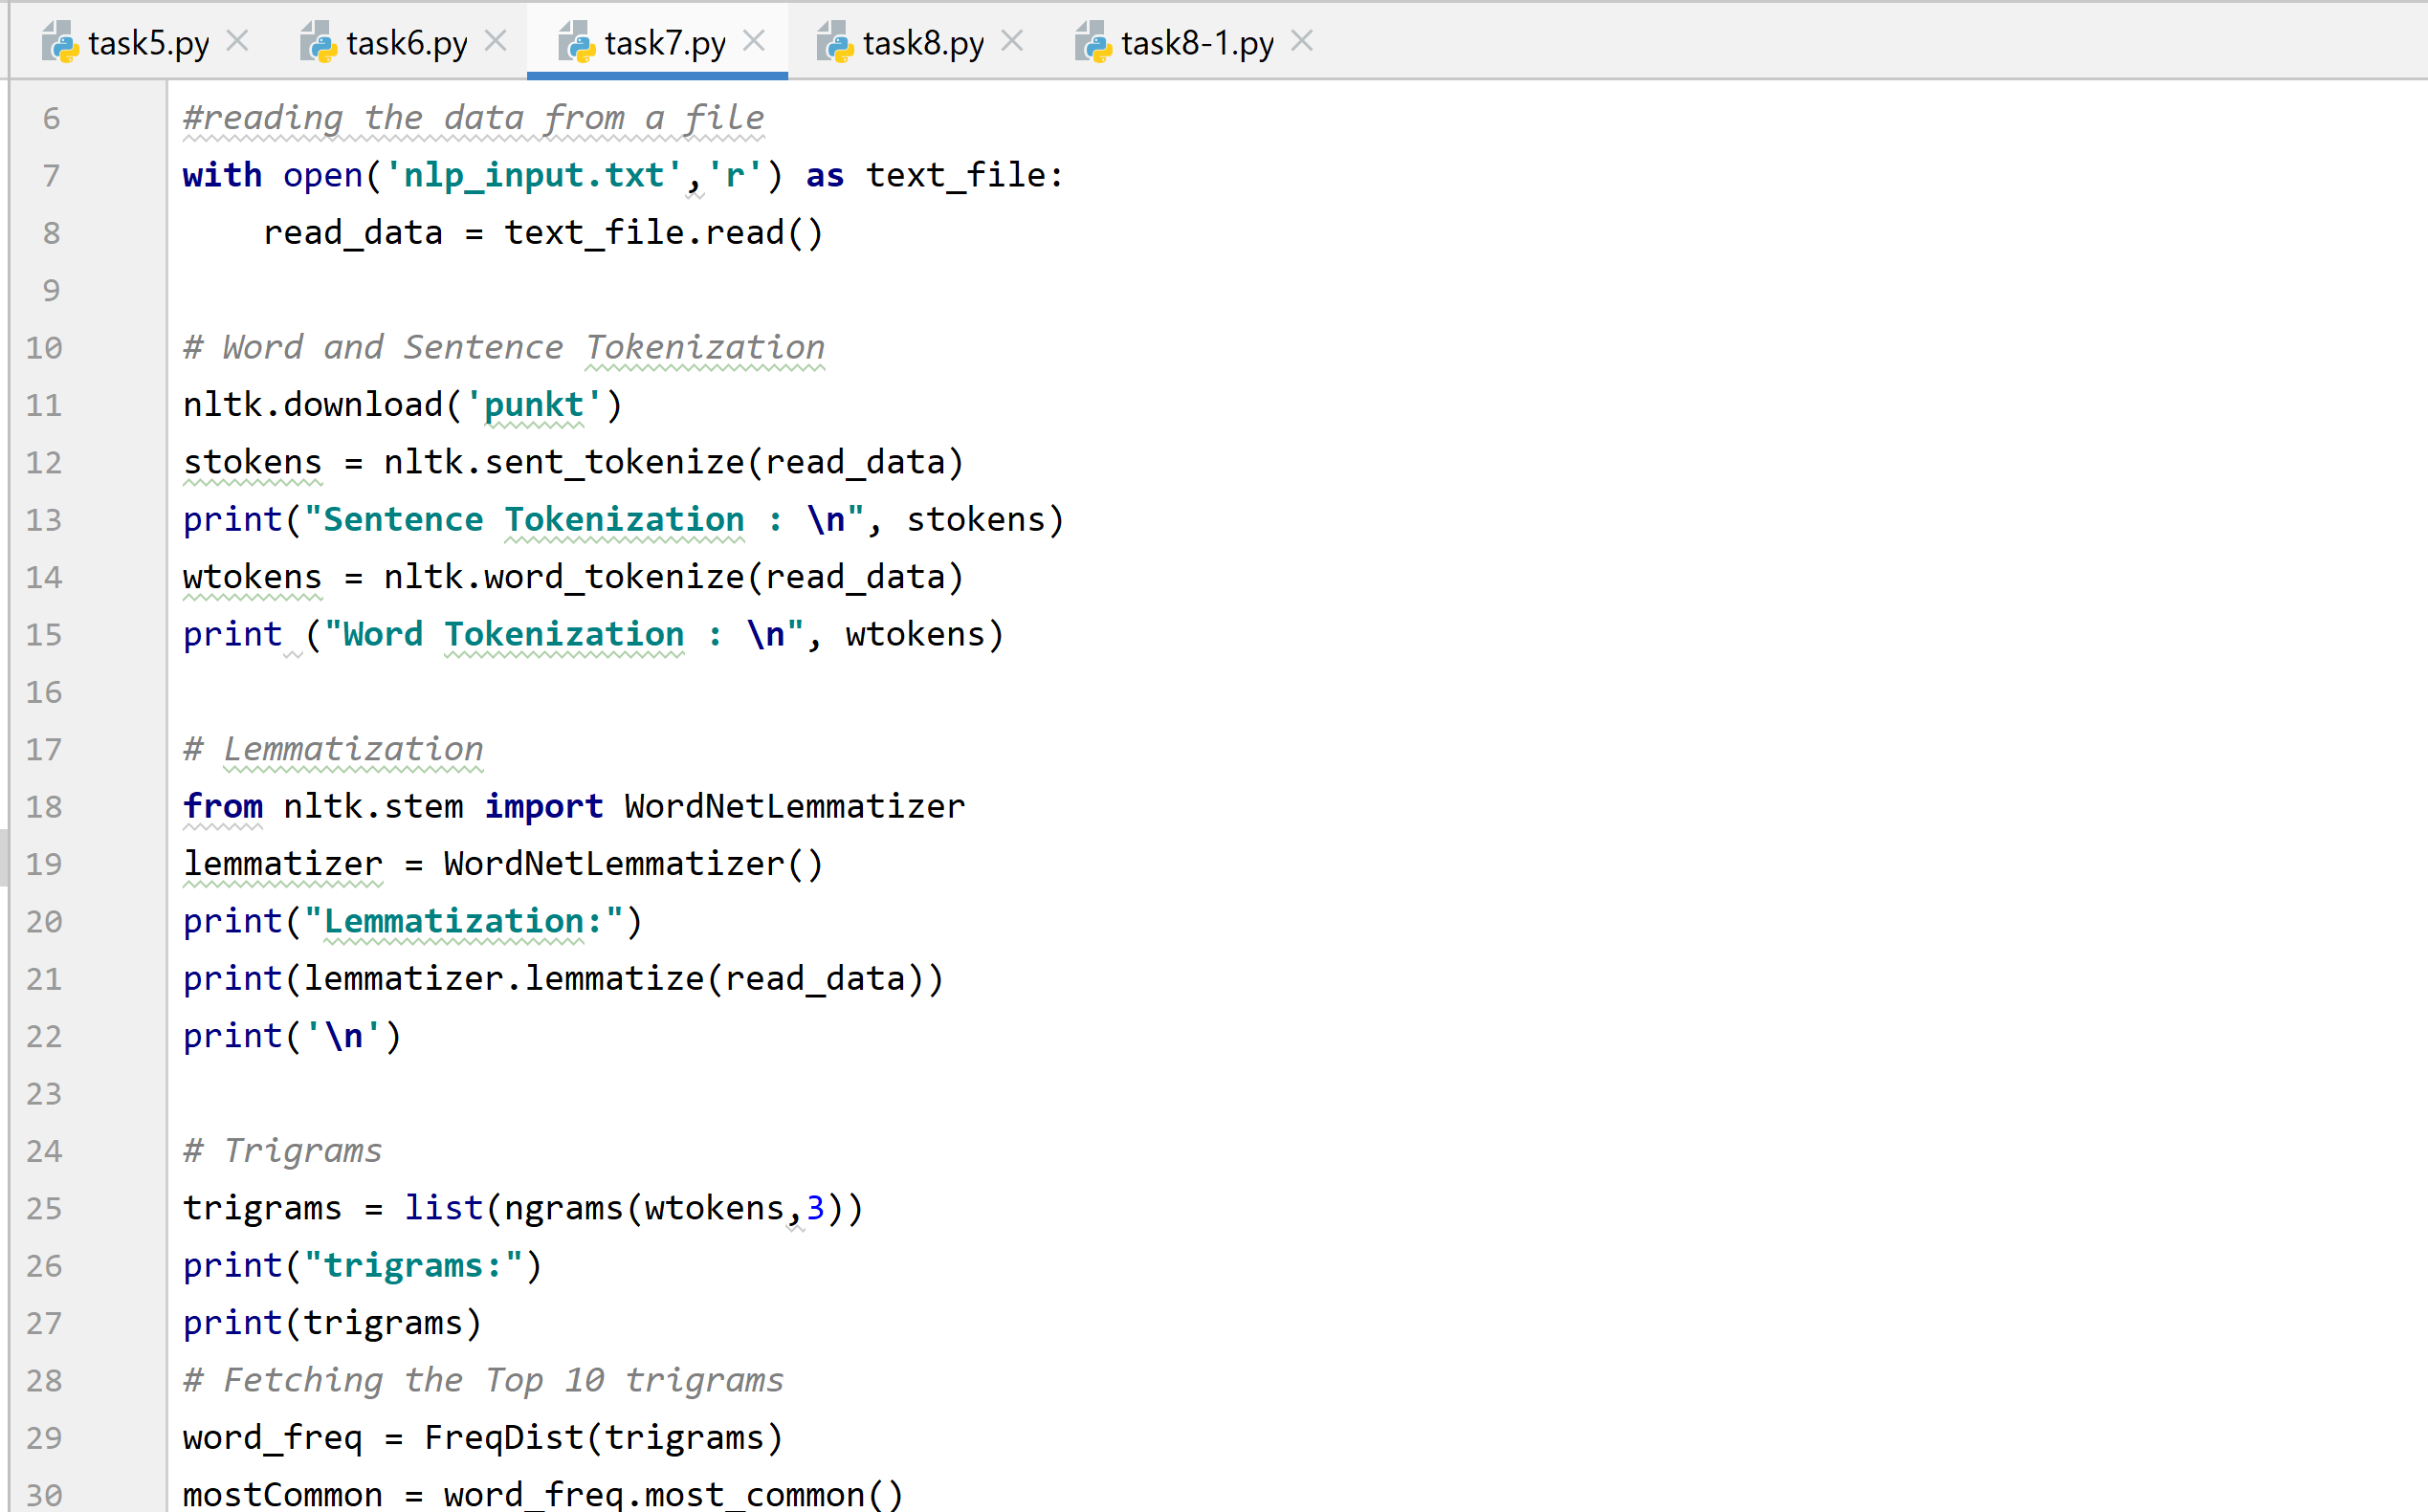 task5.py task6.py task7.py task8.py task8-1.py
6 #reading the data from a file
7 with open('nlp_input.txt','r') as text_file:
8     read_data = text_file.read()
9
10 # Word and Sentence Tokenization
11 nltk.download('punkt')
12 stokens = nltk.sent_tokenize(read_data)
13 print("Sentence Tokenization : \n", stokens)
14 wtokens = nltk.word_tokenize(read_data)
15 print ("Word Tokenization : \n", wtokens)
16
17 # Lemmatization
18 from nltk.stem import WordNetLemmatizer
19 lemmatizer = WordNetLemmatizer()
20 print("Lemmatization:")
21 print(lemmatizer.lemmatize(read_data))
22 print('\n')
23
24 # Trigrams
25 trigrams = list(ngrams(wtokens,3))
26 print("trigrams:")
27 print(trigrams)
28 # Fetching the Top 10 trigrams
29 word_freq = FreqDist(trigrams)
30 mostCommon = word_freq.most_common()